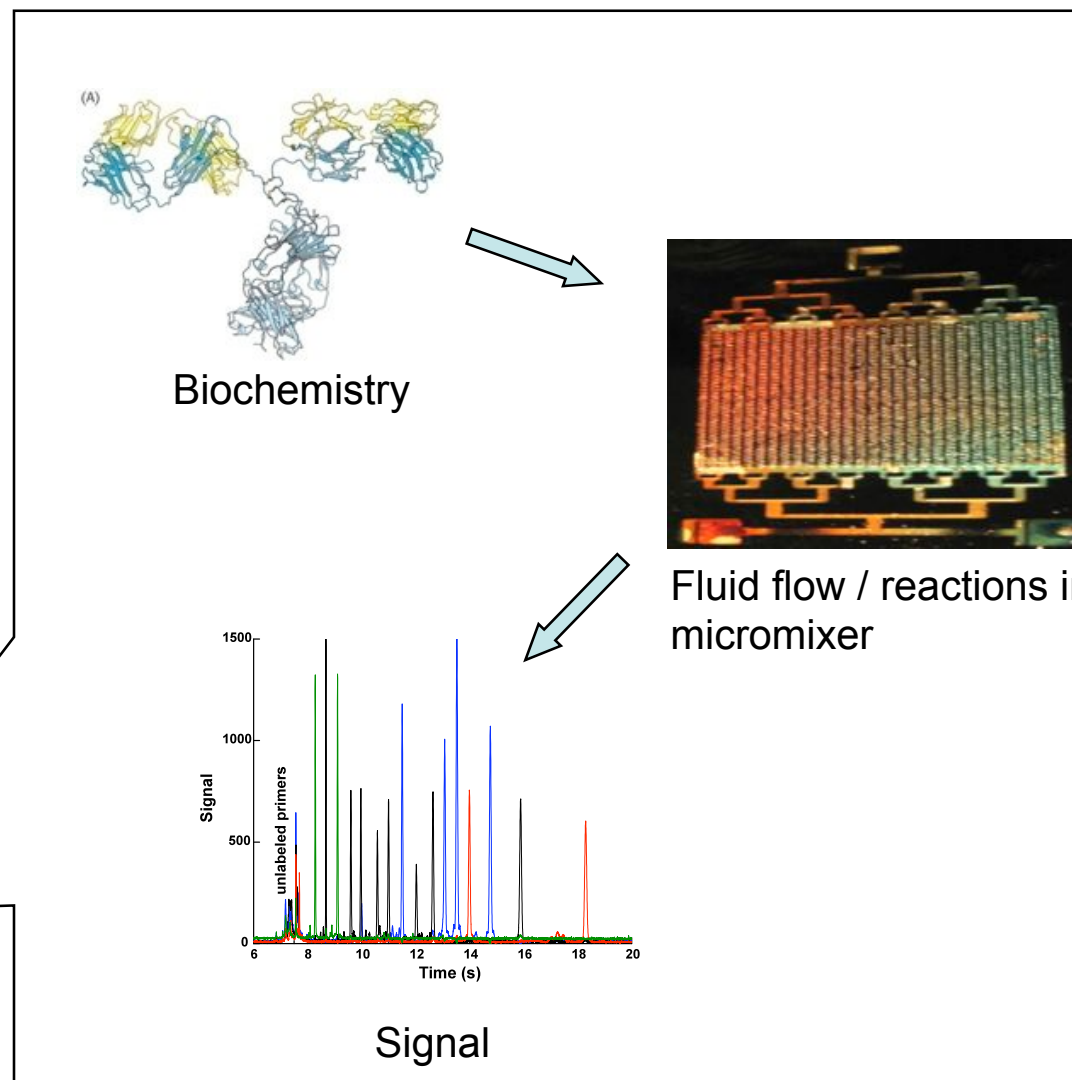 (A)
Biochemistry
Fluid flow / reactions
micromixer
1500
1000
500
0
Signal
unlabeled primers
6 8 10 12 14 16 18 20
Time (s)
Signal